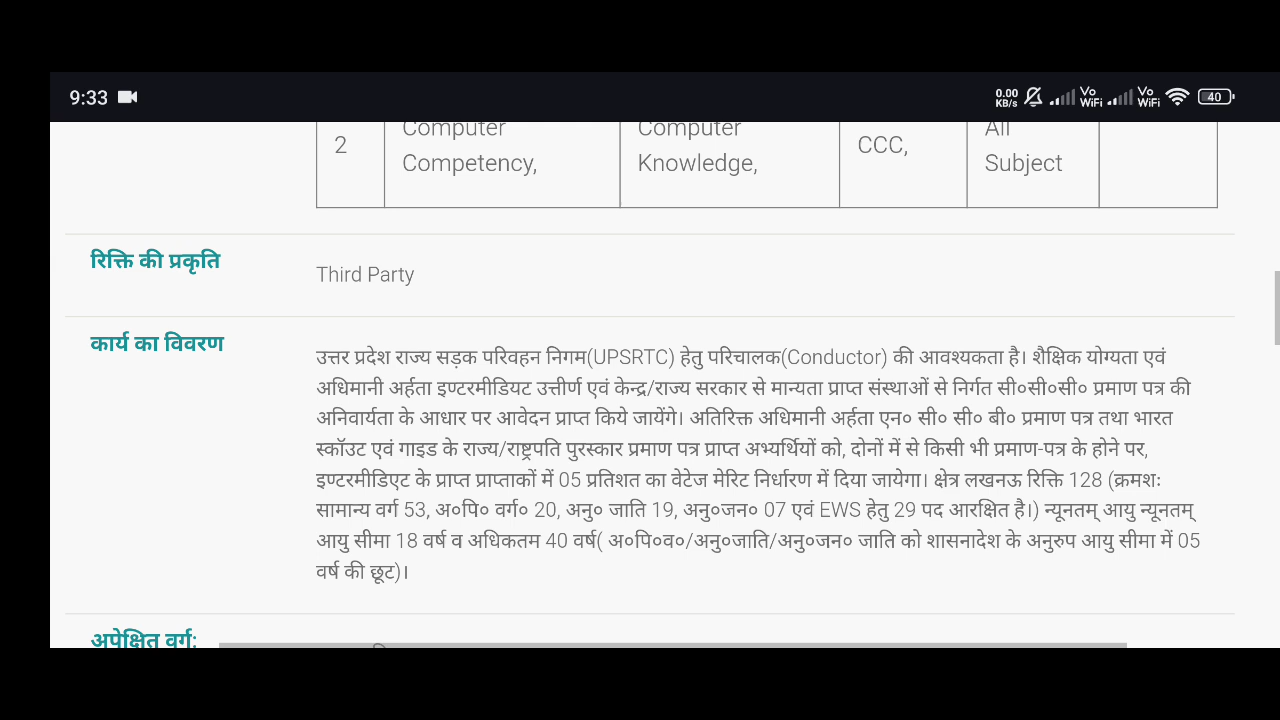 9:33
0.00 KB/s Vo WiFi Vo WiFi 40
2 Computer Competency, Computer Knowledge, CCC, All Subject
रिक्ति की प्रकृति
Third Party
कार्य का विवरण
उत्तर प्रदेश राज्य सड़क परिवहन निगम(UPSRTC) हेतु परिचालक(Conductor) की आवश्यकता है। शैक्षिक योग्यता एवं
अधिमानी अर्हता इण्टरमीडियट उत्तीर्ण एवं केन्द्र/राज्य सरकार से मान्यता प्राप्त संस्थाओं से निर्गत सी०सी०सी० प्रमाण पत्र की
अनिवार्यता के आधार पर आवेदन प्राप्त किये जायेंगे। अतिरिक्त अधिमानी अर्हता एन० सी० सी० बी० प्रमाण पत्र तथा भारत
स्कॉउट एवं गाइड के राज्य/राष्ट्रपति पुरस्कार प्रमाण पत्र प्राप्त अभ्यर्थियों को, दोनों में से किसी भी प्रमाण-पत्र के होने पर,
इण्टरमीडिएट के प्राप्त प्राप्ताकों में 05 प्रतिशत का वेटेज मेरिट निर्धारण में दिया जायेगा। क्षेत्र लखनऊ रिक्ति 128 (क्रमशः
सामान्य वर्ग 53, अ०पि० वर्ग० 20, अनु० जाति 19, अनु०जन० 07 एवं EWS हेतु 29 पद आरक्षित है।) न्यूनतम् आयु न्यूनतम्
आयु सीमा 18 वर्ष व अधिकतम 40 वर्ष( अ०पि०व०/अनु०जाति/अनु०जन० जाति को शासनादेश के अनुरुप आयु सीमा में 05
वर्ष की छूट)।
अपेक्षित वर्ग: